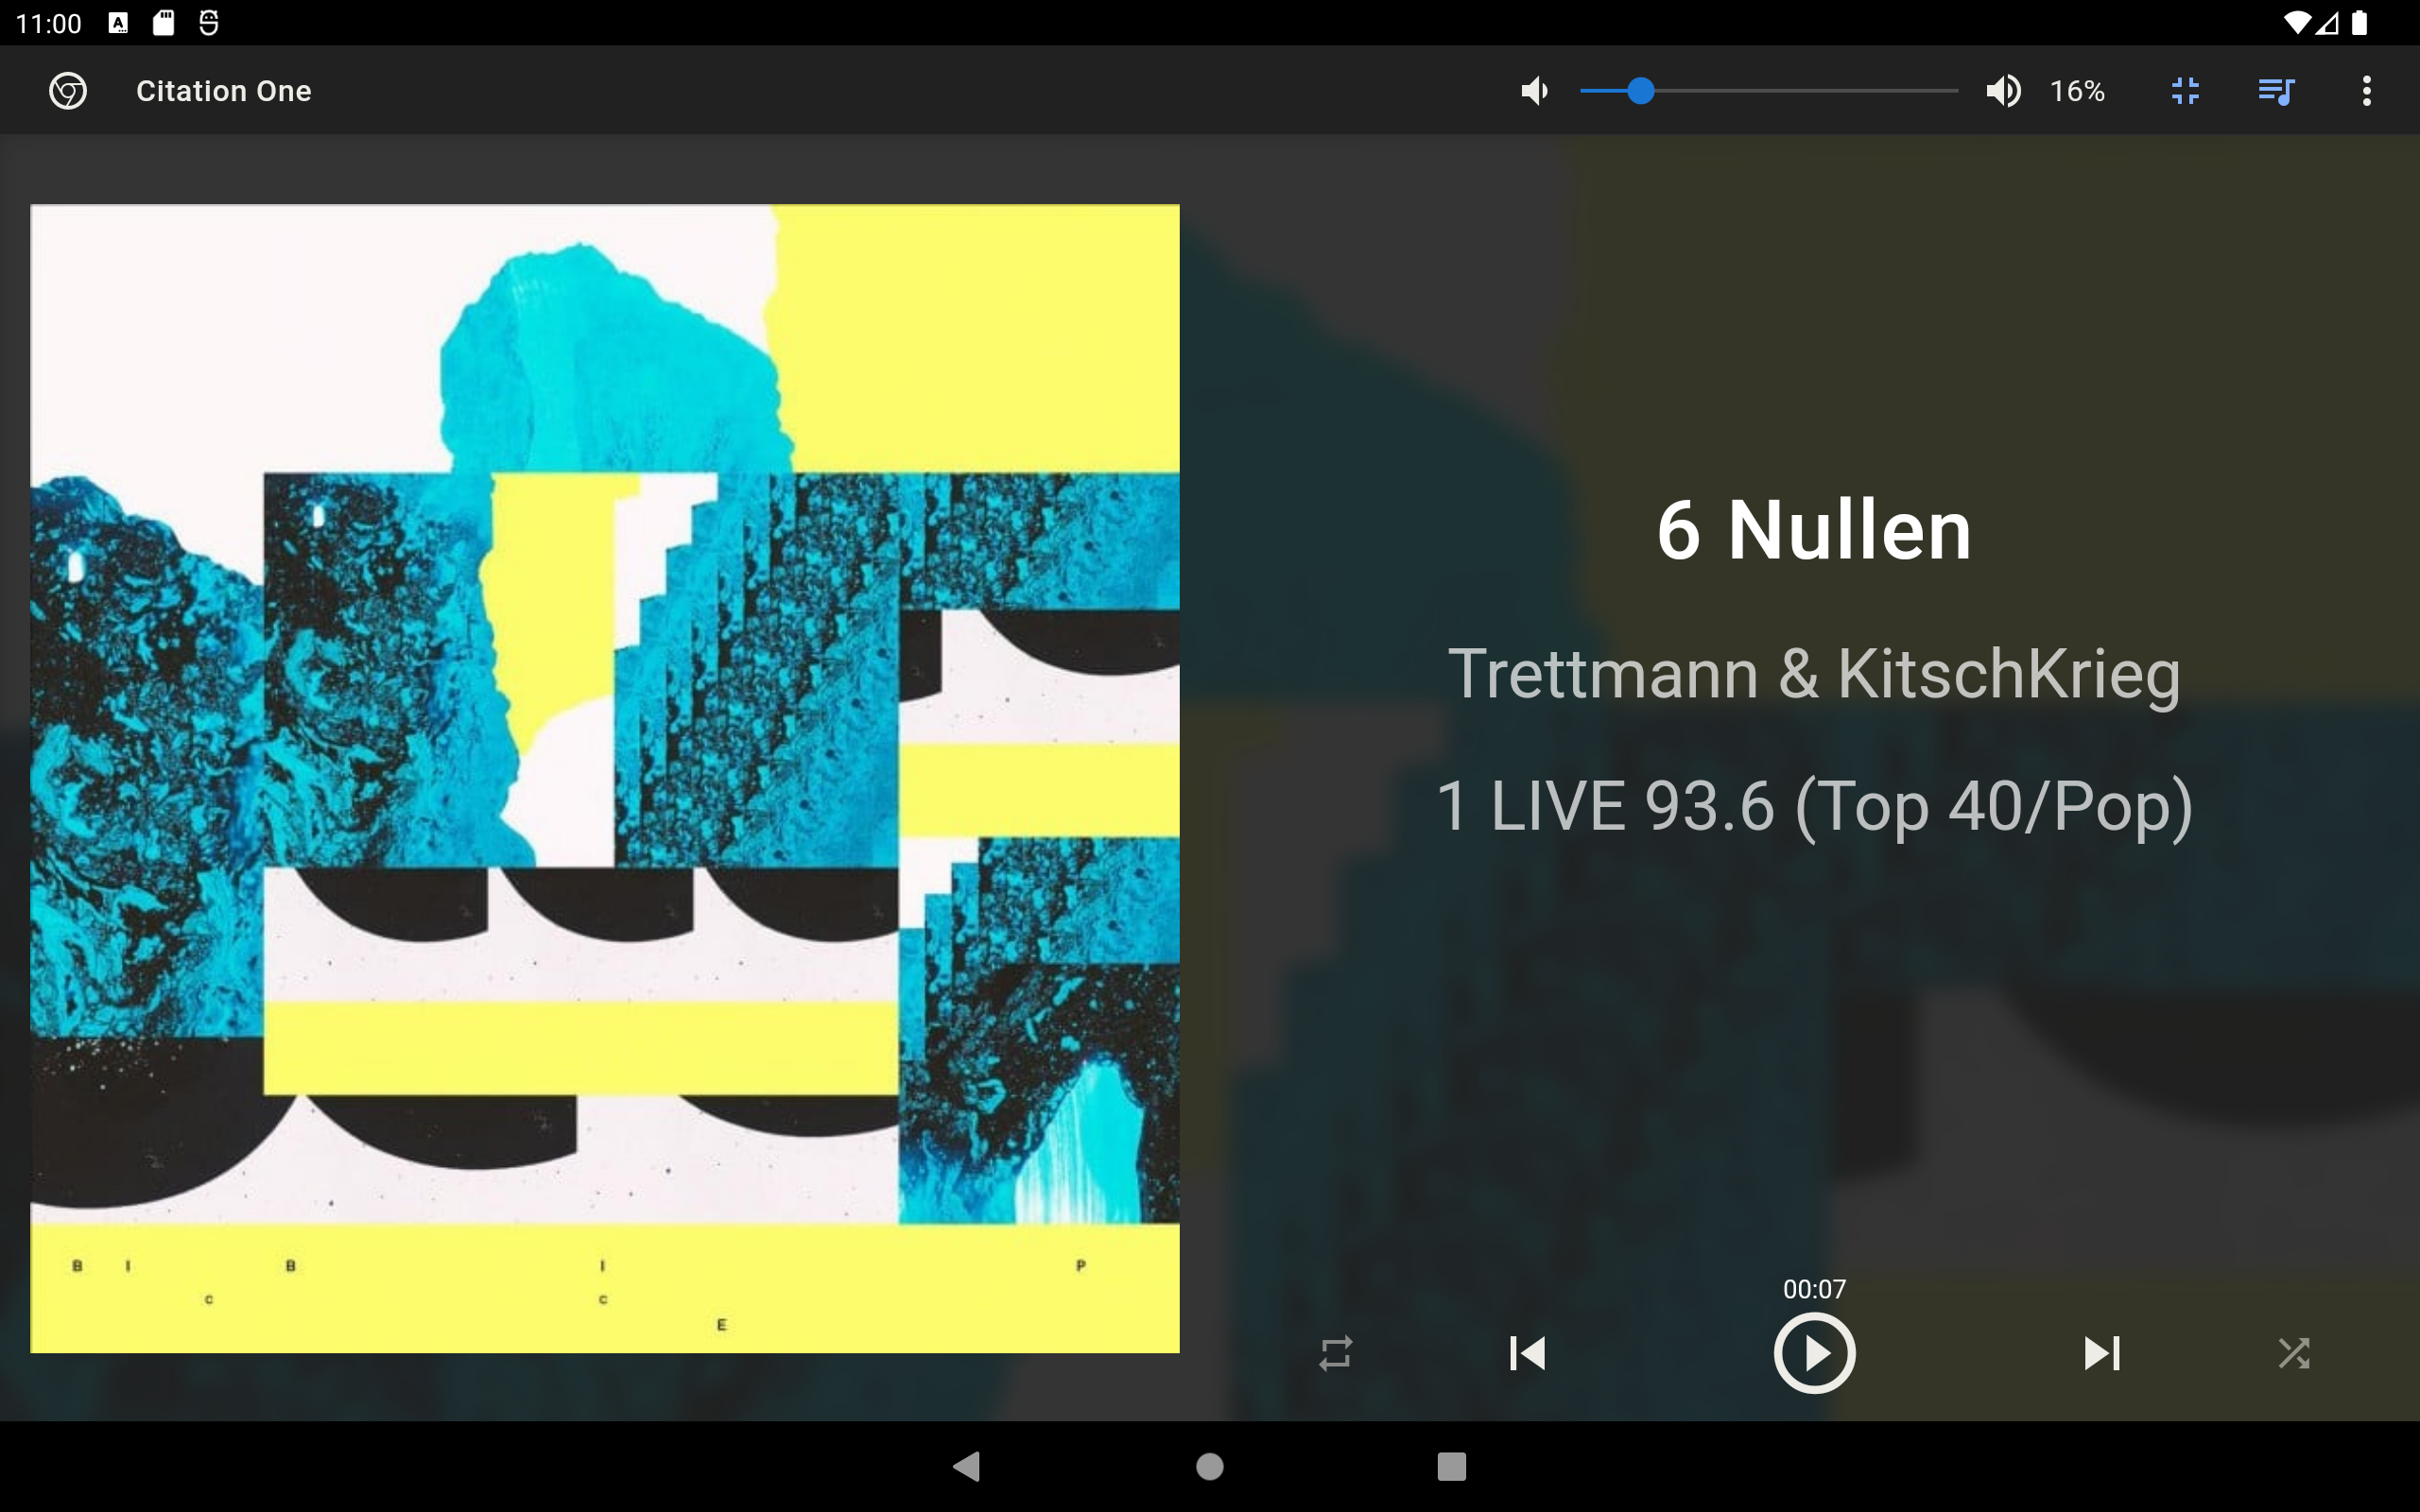 11:00
Citation One
16%
6 Nullen
Trettmann & KitschKrieg
1 LIVE 93.6 (Top 40/Pop)
B I B I P
C C
E
00:07